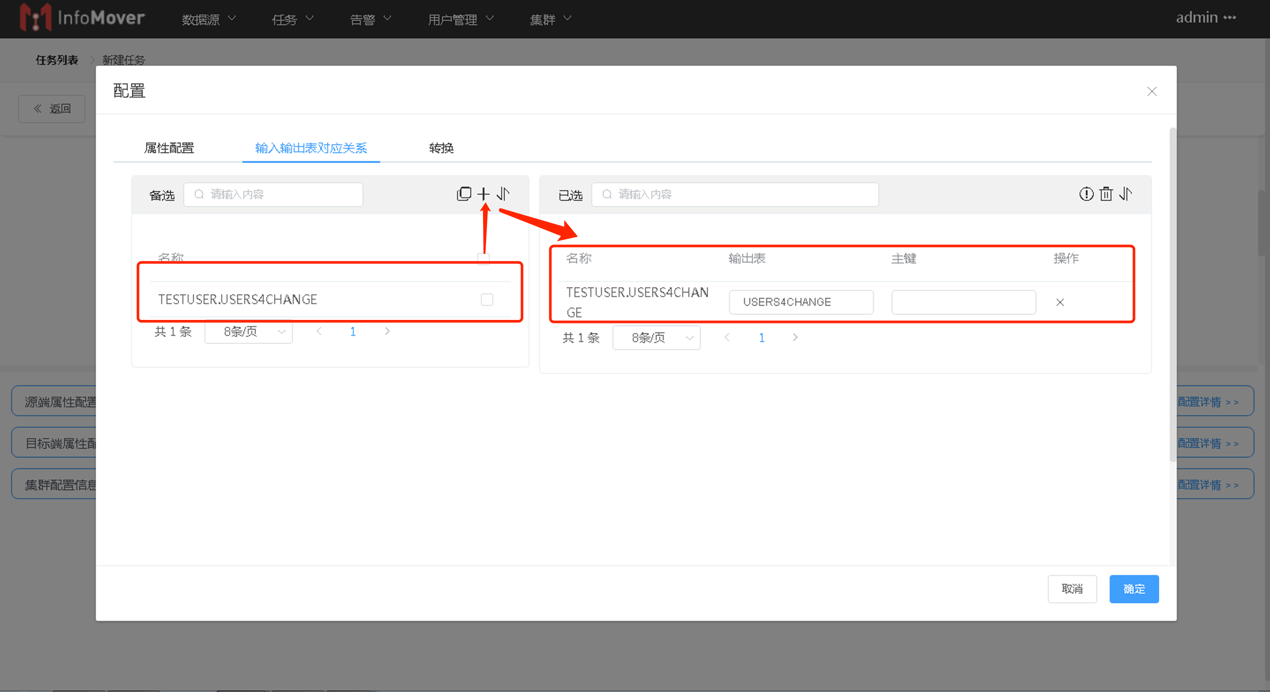 InfoMover 数据源 任务 告警 用户管理 集群 admin ···
任务列表 新建任务
配置
返回
属性配置 输入输出表对应关系 转换
备选 请输入内容 已选 请输入内容
名称 名称 输出表 主键 操作
TESTUSER.USERS4CHANGE
TESTUSER.USERS4CHAN
GE
USERS4CHANGE
共 1 条 8条/页 1
共 1 条 8条/页 1
源端属性配置 配置详情 >>
目标端属性配 配置详情 >>
集群配置信息 配置详情 >>
取消 确定